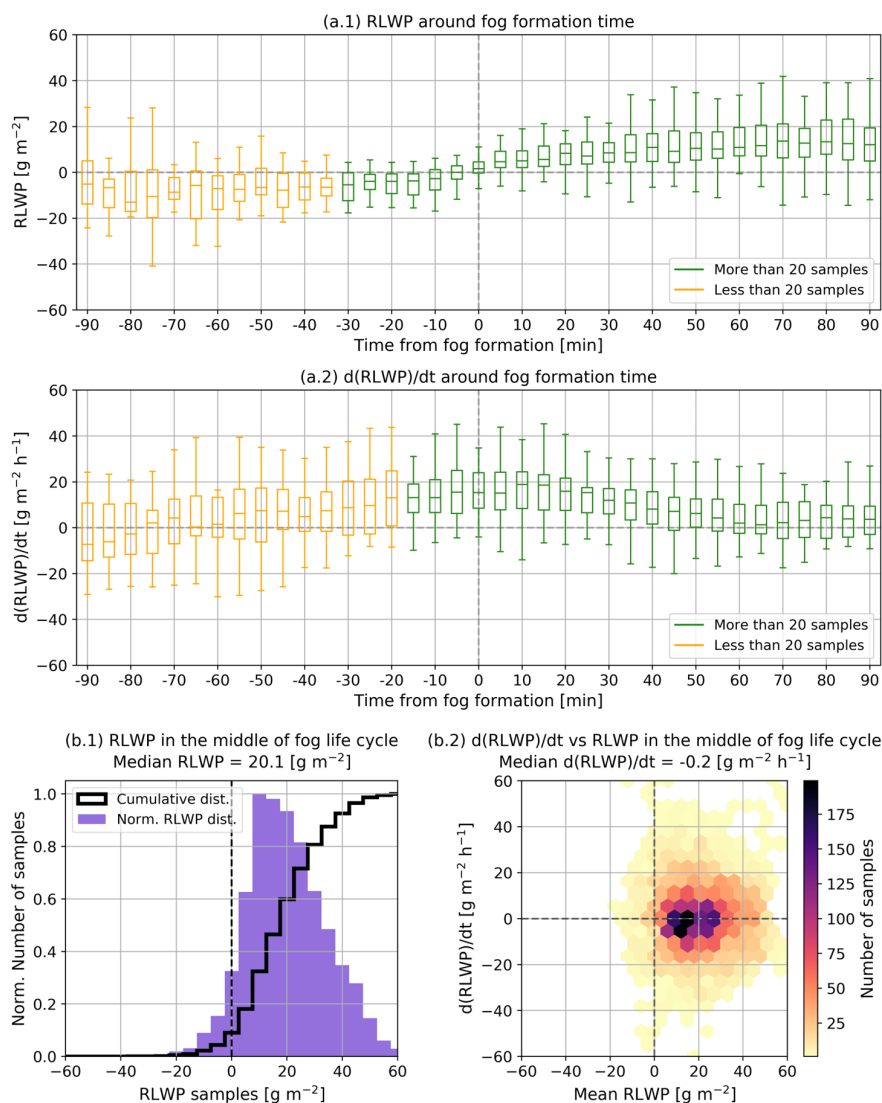 (a.1) RLWP around fog formation time
60
40
20
0
−20
−40
−60
RLWP [g m⁻²]
More than 20 samples
Less than 20 samples
-90 -80 -70 -60 -50 -40 -30 -20 -10 0 10 20 30 40 50 60 70 80 90
Time from fog formation [min]
(a.2) d(RLWP)/dt around fog formation time
60
40
20
0
−20
−40
−60
d(RLWP)/dt [g m⁻² h⁻¹]
More than 20 samples
Less than 20 samples
-90 -80 -70 -60 -50 -40 -30 -20 -10 0 10 20 30 40 50 60 70 80 90
Time from fog formation [min]
(b.1) RLWP in the middle of fog life cycle
Median RLWP = 20.1 [g m⁻²]
1.0
0.8
0.6
0.4
0.2
0.0
Norm. Number of samples
Cumulative dist.
Norm. RLWP dist.
−60 −40 −20 0 20 40 60
RLWP samples [g m⁻²]
(b.2) d(RLWP)/dt vs RLWP in the middle of fog life cycle
Median d(RLWP)/dt = -0.2 [g m⁻² h⁻¹]
60
40
20
0
−20
−40
−60
d(RLWP)/dt [g m⁻² h⁻¹]
−60 −40 −20 0 20 40 60
Mean RLWP [g m⁻²]
175
150
125
100
75
50
25
Number of samples